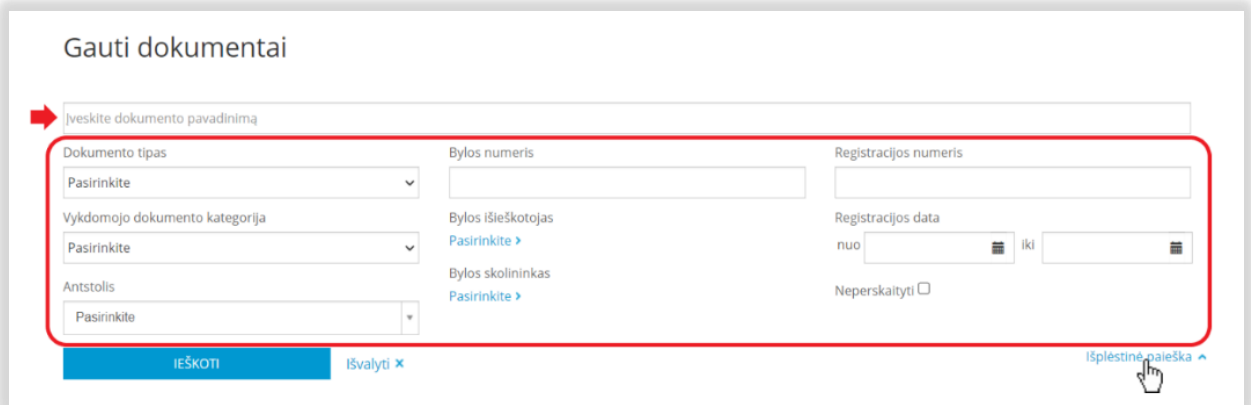 Gauti dokumentai
Įveskite dokumento pavadinimą
Dokumento tipas
Pasirinkite
Bylos numeris
Registracijos numeris
Vykdomojo dokumento kategorija
Pasirinkite
Bylos išieškotojas
Pasirinkite >
Registracijos data
nuo iki
Antstolis
Pasirinkite
Bylos skolininkas
Pasirinkite >
Neperskaityti
IEŠKOTI
Išvalyti ×
Išplėstinė paieška